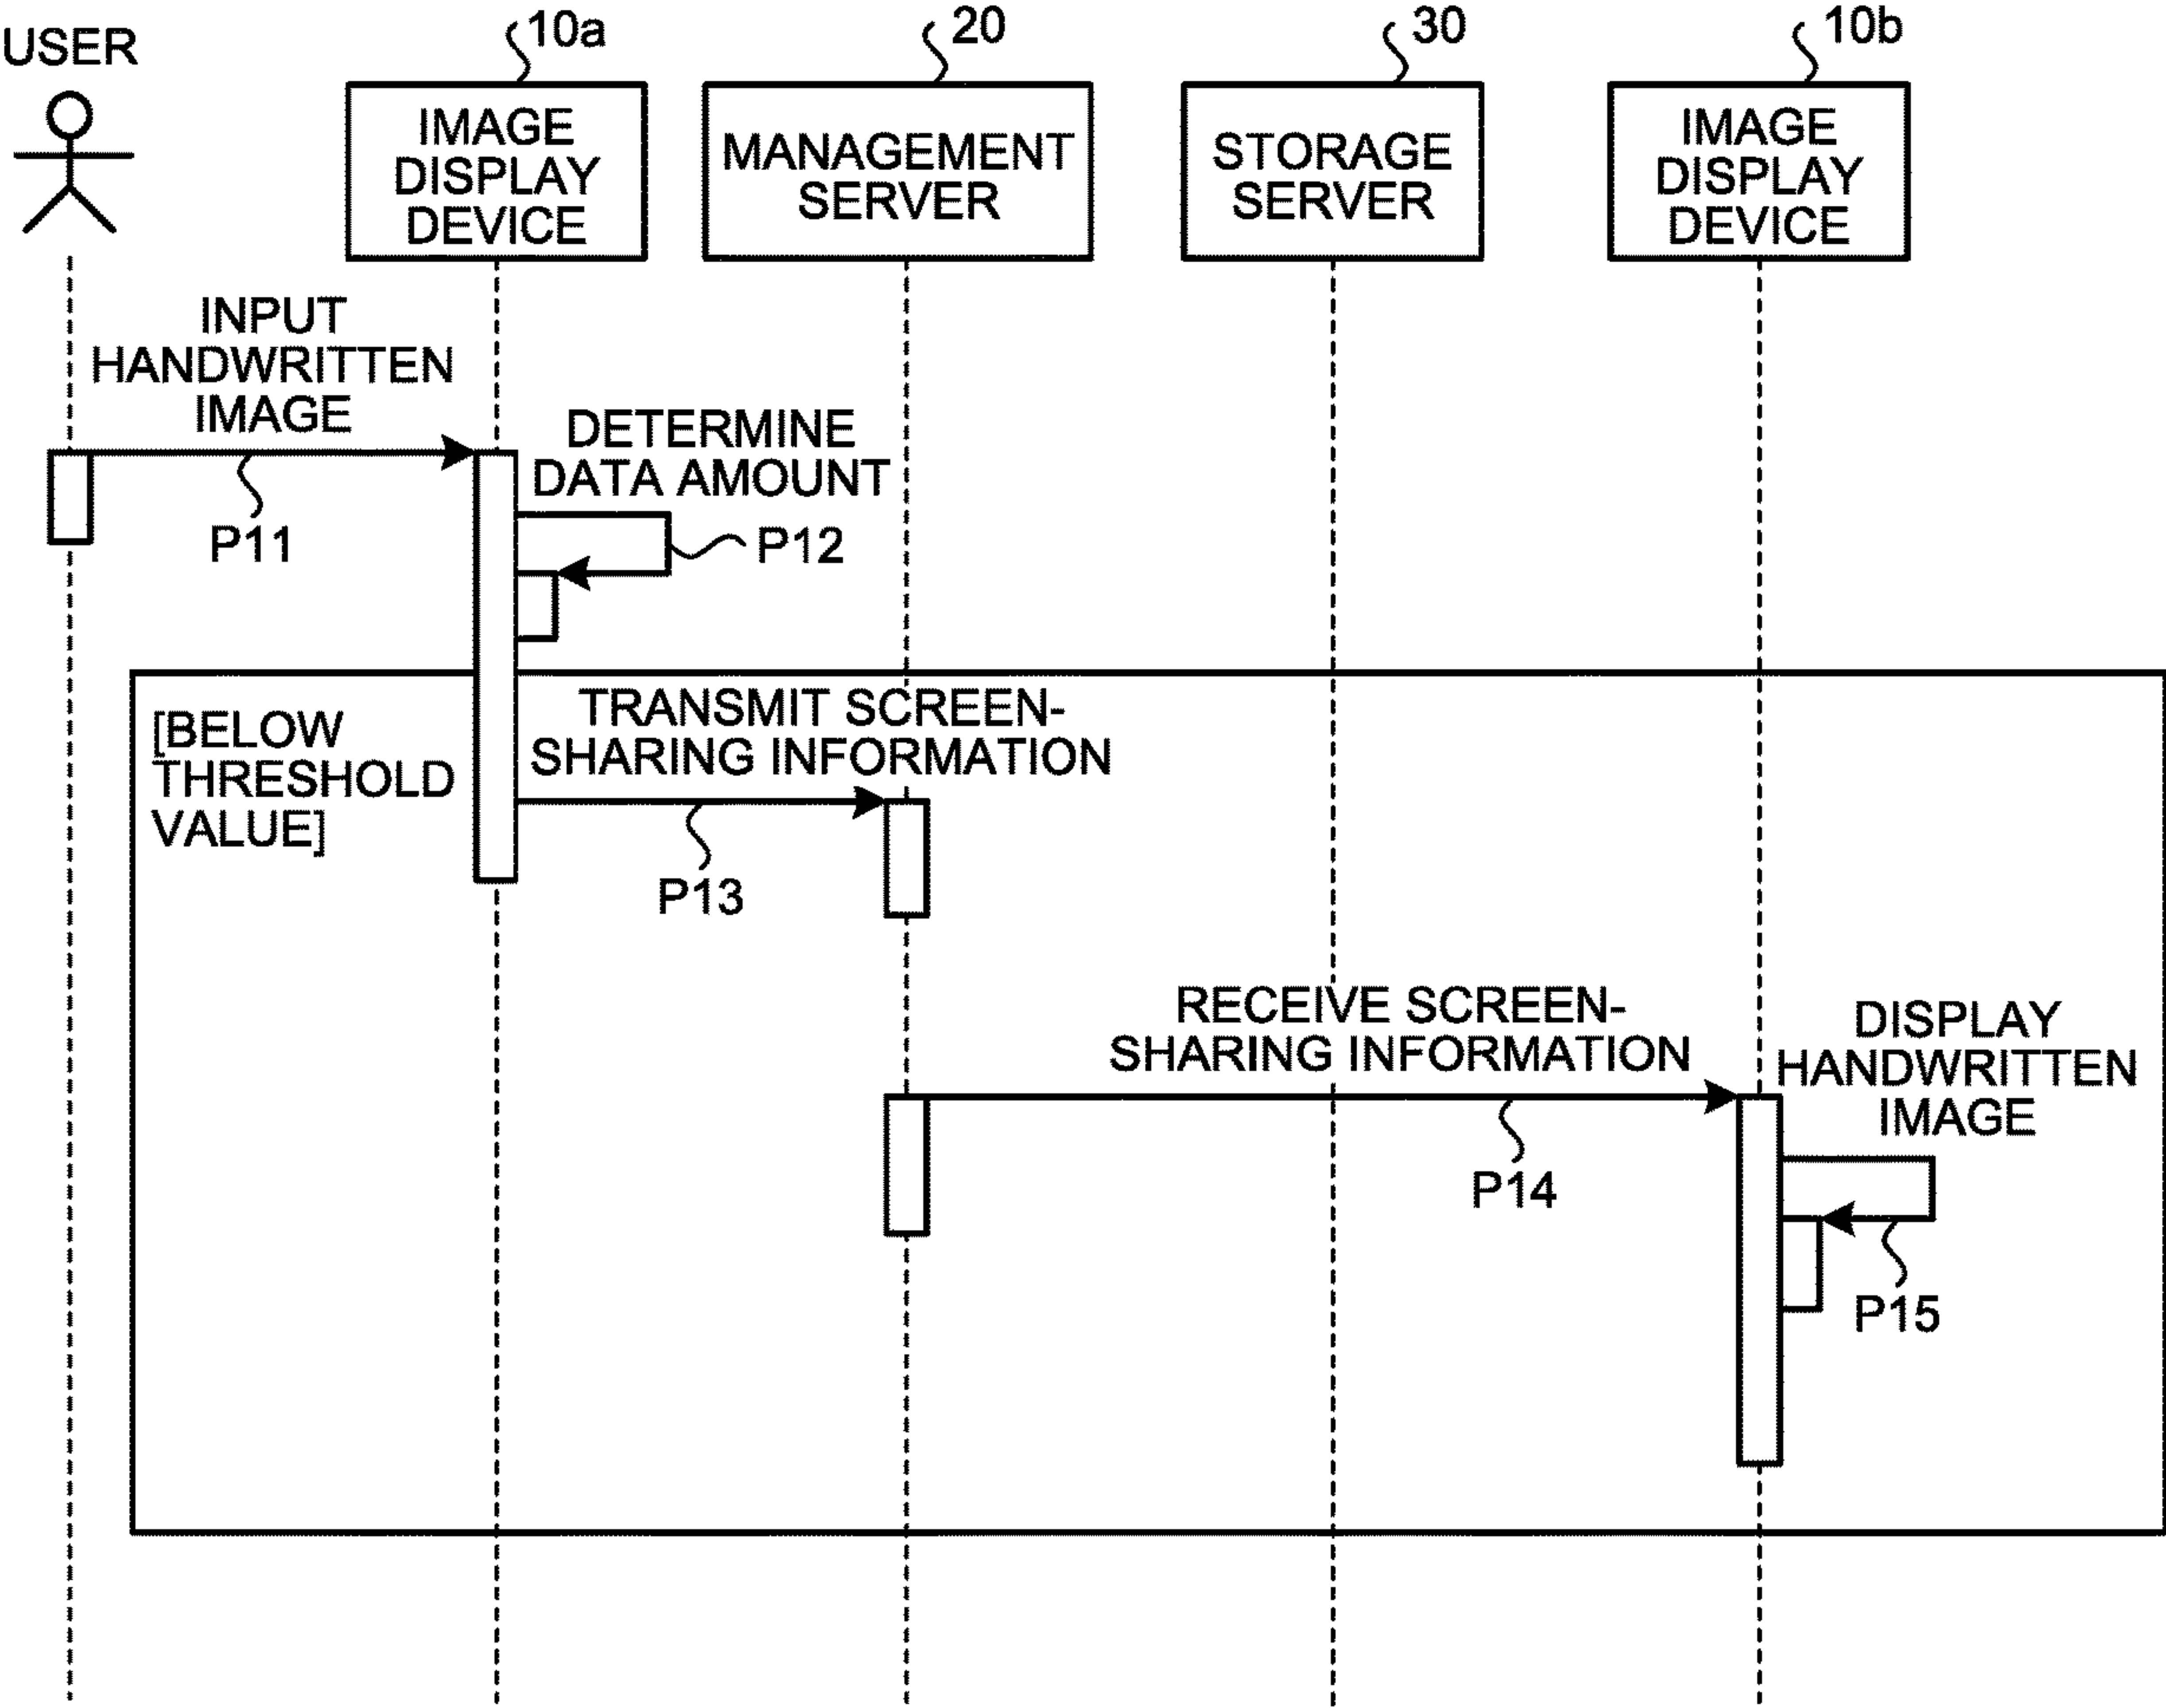 10a
20
30
10b
USER
IMAGE
DISPLAY
DEVICE
MANAGEMENT
SERVER
STORAGE
SERVER
IMAGE
DISPLAY
DEVICE
INPUT
HANDWRITTEN
IMAGE
P11
DETERMINE
DATA AMOUNT
P12
[BELOW
THRESHOLD
VALUE]
TRANSMIT SCREEN-
SHARING INFORMATION
P13
RECEIVE SCREEN-
SHARING INFORMATION
P14
DISPLAY
HANDWRITTEN
IMAGE
P15